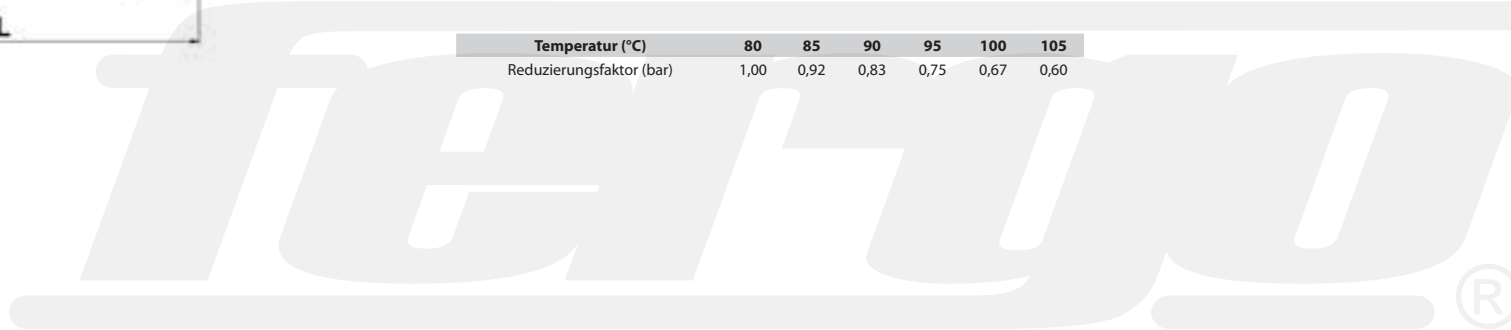 L
Temperatur (°C) 80 85 90 95 100 105
Reduzierungsfaktor (bar) 1,00 0,92 0,83 0,75 0,67 0,60
fergo
®